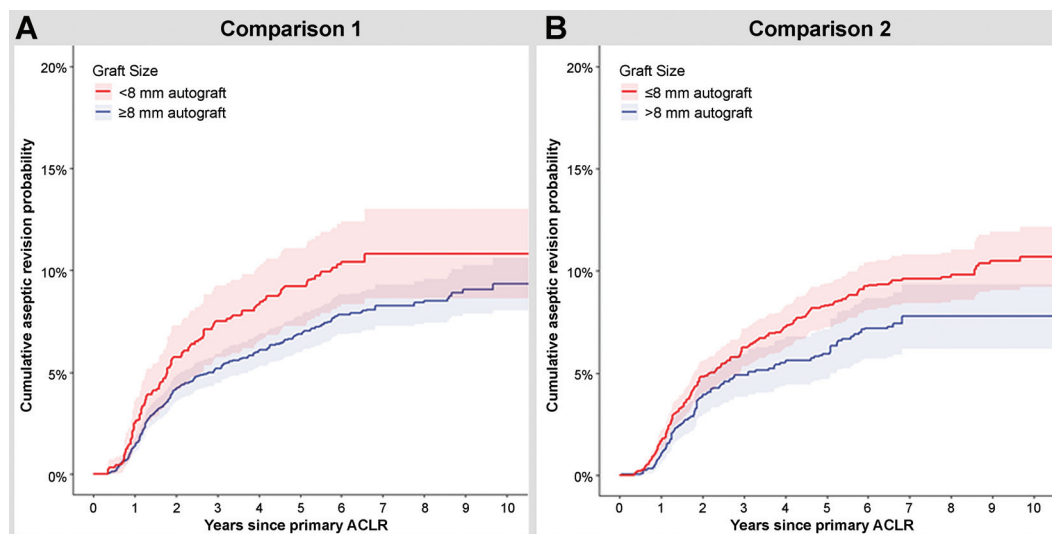 A Comparison 1
Cumulative aseptic revision probability
20%
15%
10%
5%
0%
Graft Size
<8 mm autograft
≥8 mm autograft
0 1 2 3 4 5 6 7 8 9 10
Years since primary ACLR
B Comparison 2
Cumulative aseptic revision probability
20%
15%
10%
5%
0%
Graft Size
≤8 mm autograft
>8 mm autograft
0 1 2 3 4 5 6 7 8 9 10
Years since primary ACLR